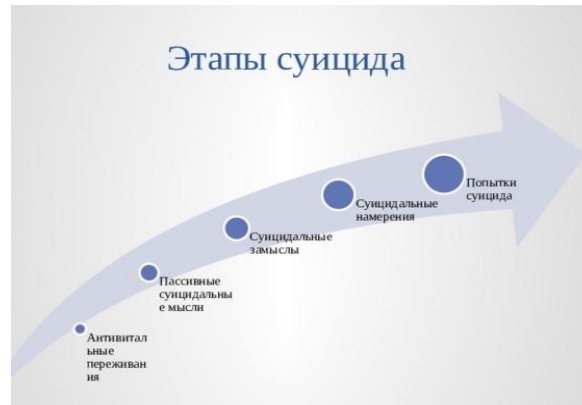 Этапы суицида
Попытки
суицида
Суицидальные
намерения
Суицидальные
замыслы
Пассивные
суицидальны
е мысли
Антивитал
ьные
переживан
ия